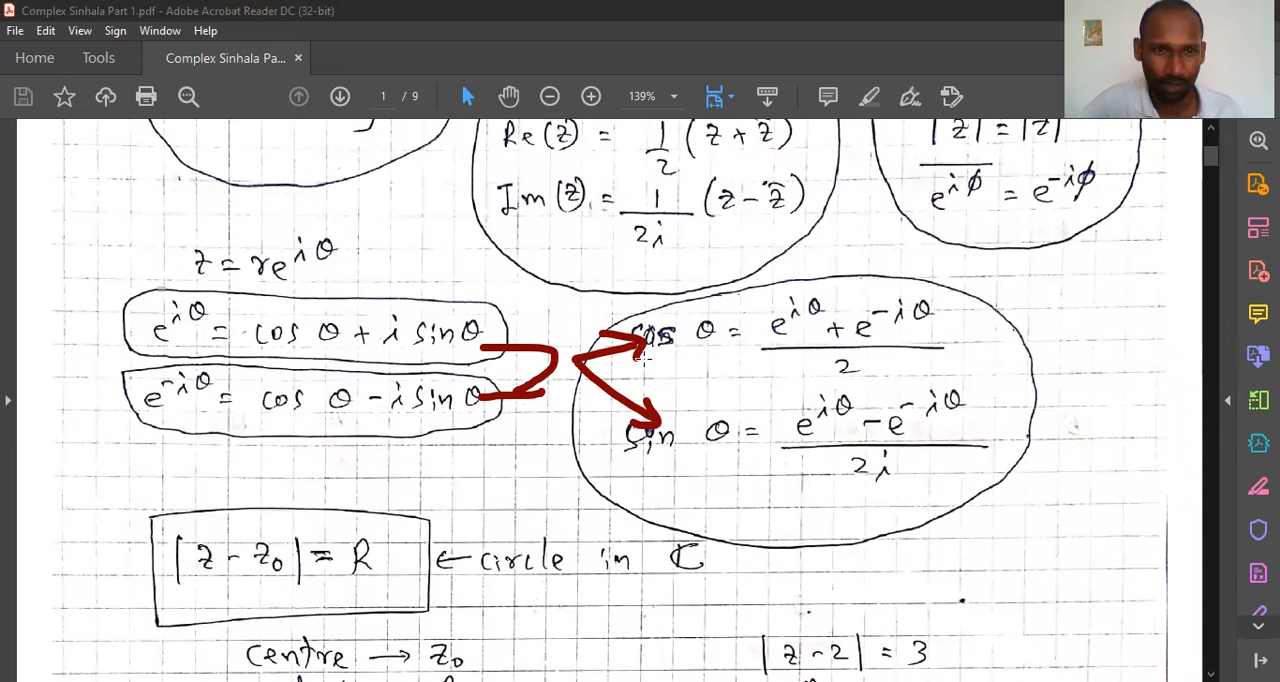 Complex Sinhala Part 1.pdf - Adobe Acrobat Reader DC (32-bit)
File Edit View Sign Window Help
Home Tools Complex Sinhala Pa... ×
1 / 9 139%
Re(z) = 1/2 (z + z̄)
|z̄| = |z|
Im(z) = 1/2i (z - z̄)
\overline{e^{iϕ}} = e^{-iϕ}
z = re^{iθ}
e^{iθ} = cos θ + i sin θ
cos θ = (e^{iθ} + e^{-iθ})/2
e^{-iθ} = cos θ - i sin θ
sin θ = (e^{iθ} - e^{-iθ})/2i
|z - z₀| = R ← circle in ℂ
centre → z₀
|z - 2| = 3